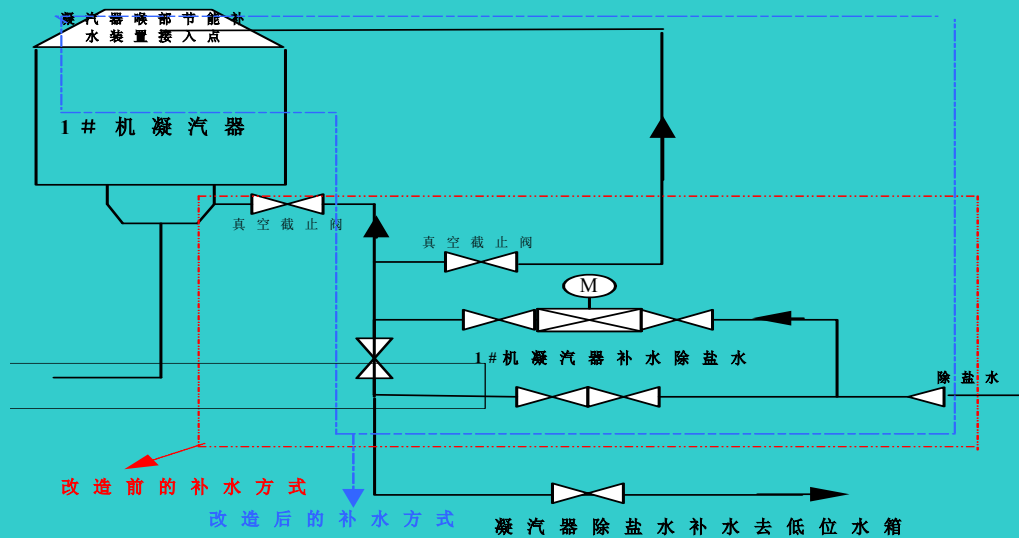 凝汽器喉部节能补
水装置接入点
1#机凝汽器
真空截止阀
真空截止阀
M
1#机凝汽器补水除盐水
除盐水
改造前的补水方式
改造后的补水方式
凝汽器除盐水补水去低位水箱